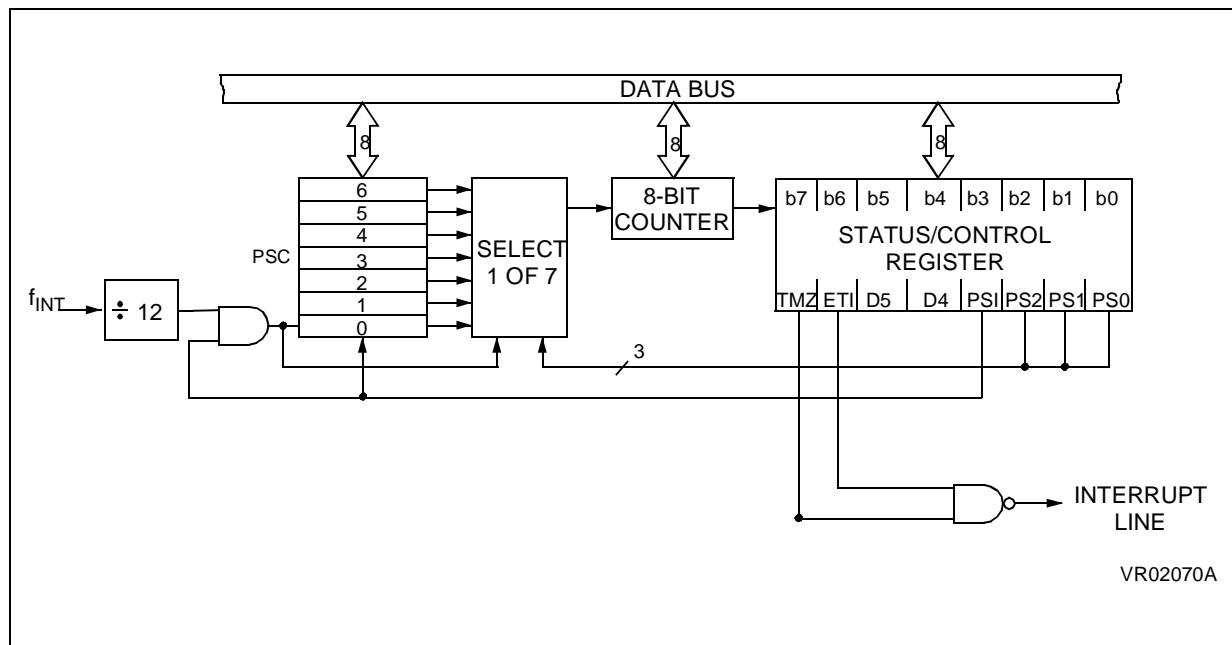 DATA BUS
8
8
8
6
5
4
3
2
1
0
PSC
SELECT
1 OF 7
8-BIT
COUNTER
b7 b6 b5 b4 b3 b2 b1 b0
STATUS/CONTROL
REGISTER
TMZ ETI D5 D4 PSI PS2 PS1 PS0
fINT
÷ 12
3
INTERRUPT
LINE
VR02070A